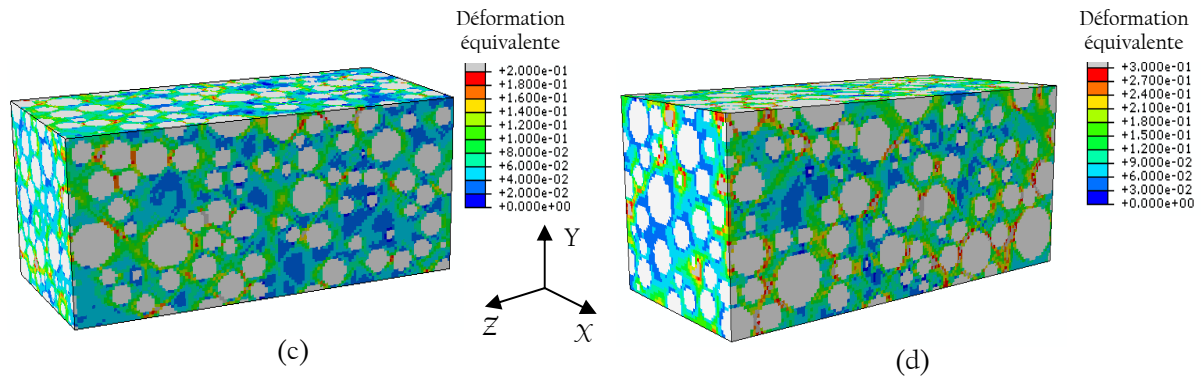 Déformation
équivalente
+2.000e-01
+1.800e-01
+1.600e-01
+1.400e-01
+1.200e-01
+1.000e-01
+8.000e-02
+6.000e-02
+4.000e-02
+2.000e-02
+0.000e+00
Déformation
équivalente
+3.000e-01
+2.700e-01
+2.400e-01
+2.100e-01
+1.800e-01
+1.500e-01
+1.200e-01
+9.000e-02
+6.000e-02
+3.000e-02
+0.000e+00
Y
Z
X
(c)
(d)